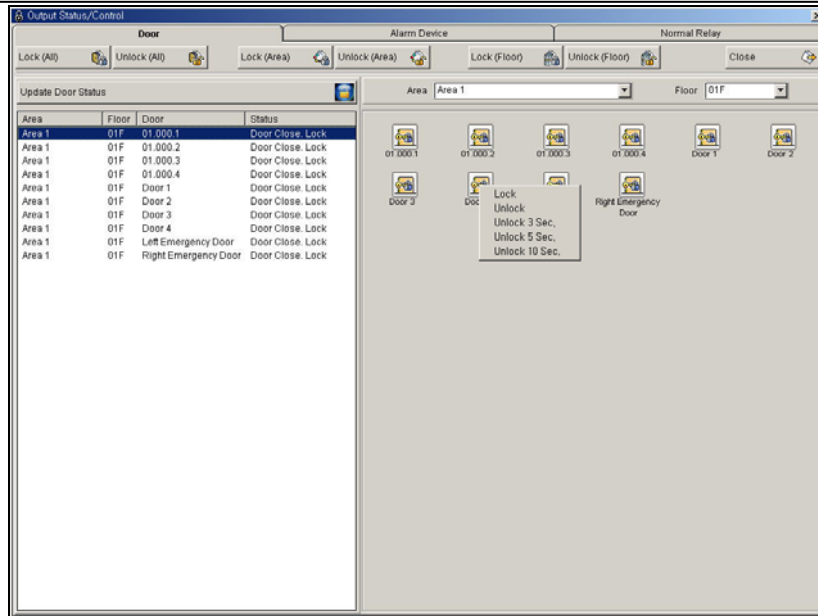 Output Status/Control
Door
Alarm Device
Normal Relay
Lock (All)
Unlock (All)
Lock (Area)
Unlock (Area)
Lock (Floor)
Unlock (Floor)
Close
Update Door Status
Area Area 1
Floor 01F
Area Floor Door Status
Area 1 01F 01.000.1 Door Close. Lock
Area 1 01F 01.000.2 Door Close. Lock
Area 1 01F 01.000.3 Door Close. Lock
Area 1 01F 01.000.4 Door Close. Lock
Area 1 01F Door 1 Door Close. Lock
Area 1 01F Door 2 Door Close. Lock
Area 1 01F Door 3 Door Close. Lock
Area 1 01F Door 4 Door Close. Lock
Area 1 01F Left Emergency Door Door Close. Lock
Area 1 01F Right Emergency Door Door Close. Lock
01.000.1
01.000.2
01.000.3
01.000.4
Door 1
Door 2
Door 3
Right Emergency
Door
Lock
Unlock
Unlock 3 Sec,
Unlock 5 Sec,
Unlock 10 Sec,